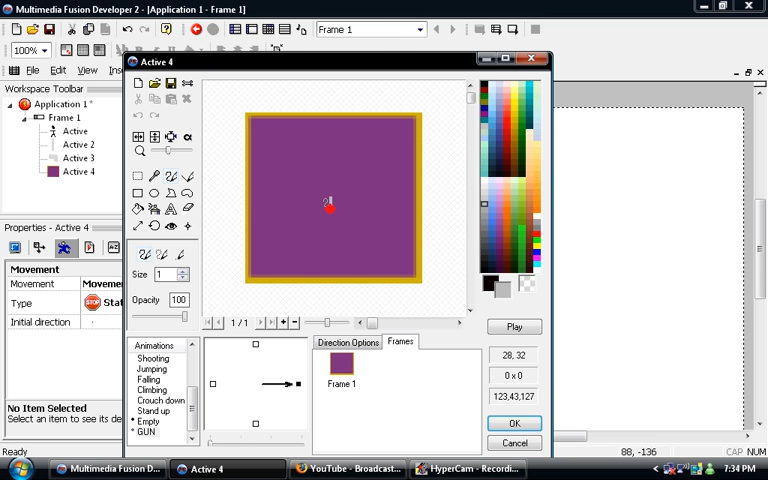 Multimedia Fusion Developer 2 - [Application 1 - Frame 1]
Frame 1
100%
File Edit View
Workspace Toolbar
Application 1 *
Frame 1
Active
Active 2
Active 3
Active 4
Properties - Active 4
Movement
Movement
Type
Initial direction
No Item Selected
Select an item to see its de
Ready
Active 4
Size 1
Opacity 100
1 / 1
Animations
Shooting
Jumping
Falling
Climbing
Crouch down
Stand up
* Empty
* GUN
Direction Options
Frames
Frame 1
Play
28, 32
0 x 0
123,43,127
OK
Cancel
88, -136
CAP NUM
Multimedia Fusion D...
Active 4
YouTube - Broadcast...
HyperCam - Recordi...
7:34 PM